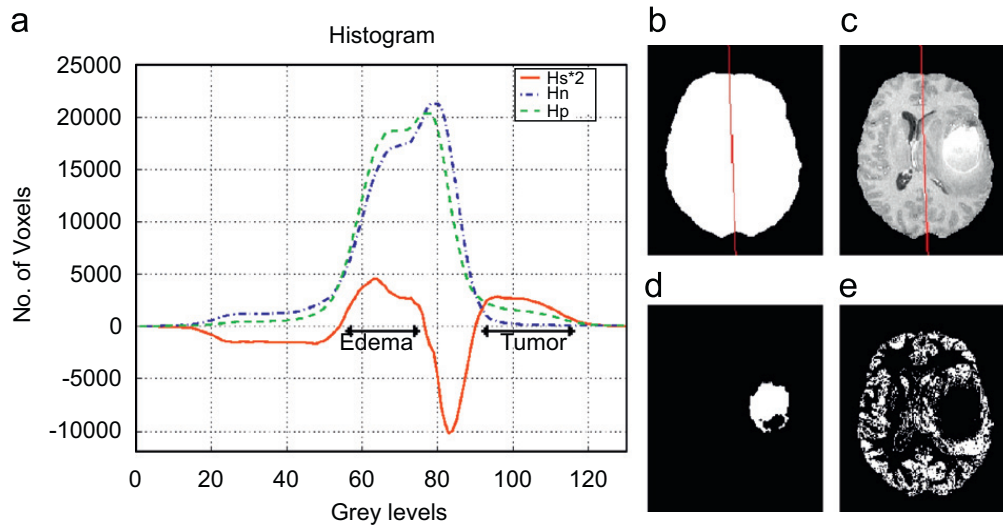 a
Histogram
25000
20000
15000
10000
5000
0
-5000
-10000
No. of Voxels
Hs*2
Hn
Hp
Edema
Tumor
0 20 40 60 80 100 120
Grey levels
b
c
d
e